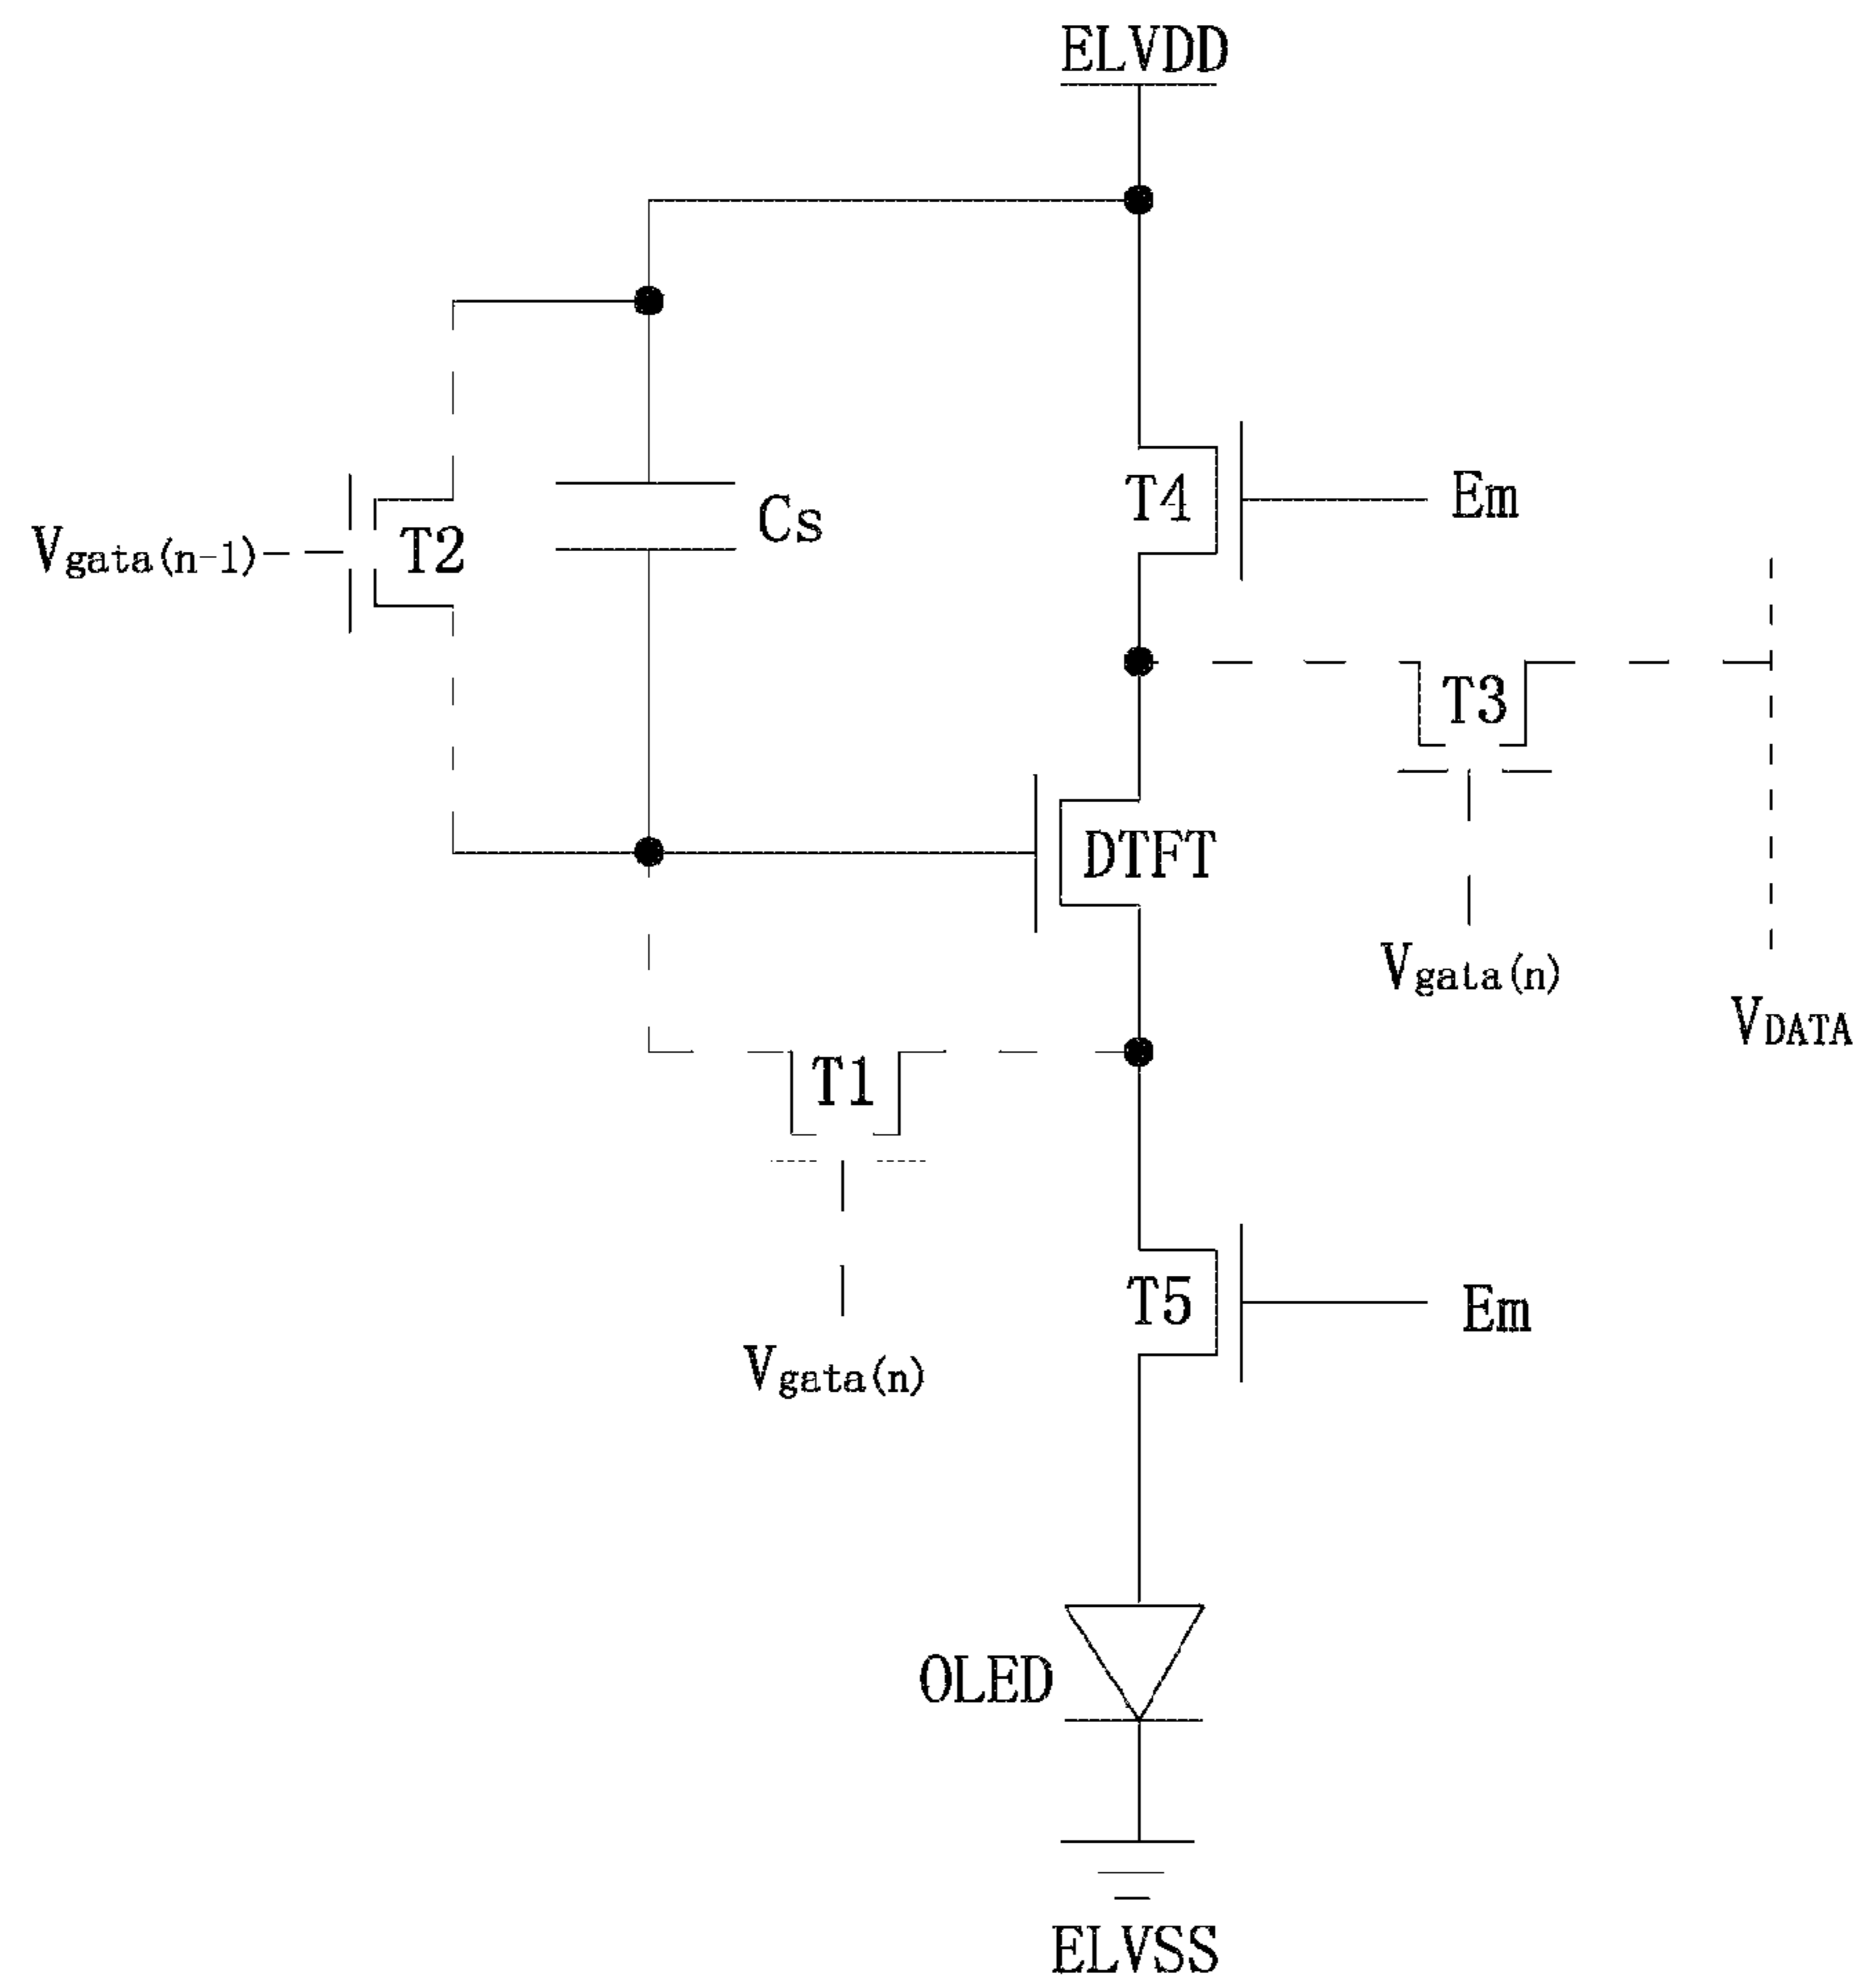 ELVDD
T4
Em
Cs
Vgata(n-1)
T2
T3
DTFT
Vgata(n)
VDATA
T1
T5
Em
Vgata(n)
OLED
ELVSS